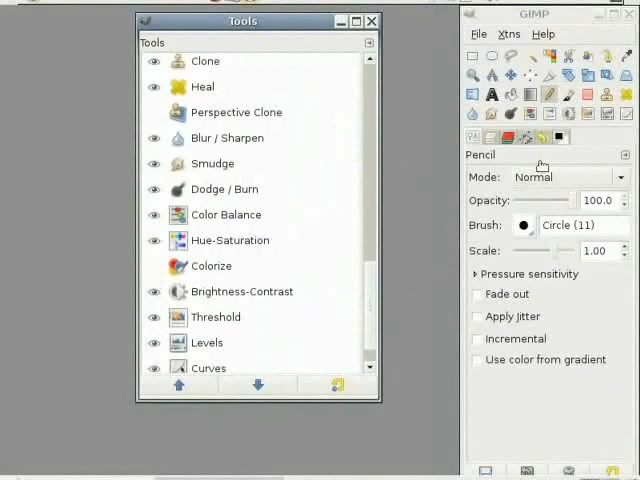 Tools
GIMP
File Xtns Help
Tools
Clone
Heal
Perspective Clone
Blur / Sharpen
Smudge
Dodge / Burn
Color Balance
Hue-Saturation
Colorize
Brightness-Contrast
Threshold
Levels
Curves
Pencil
Mode: Normal
Opacity: 100.0
Brush: Circle (11)
Scale: 1.00
Pressure sensitivity
Fade out
Apply Jitter
Incremental
Use color from gradient